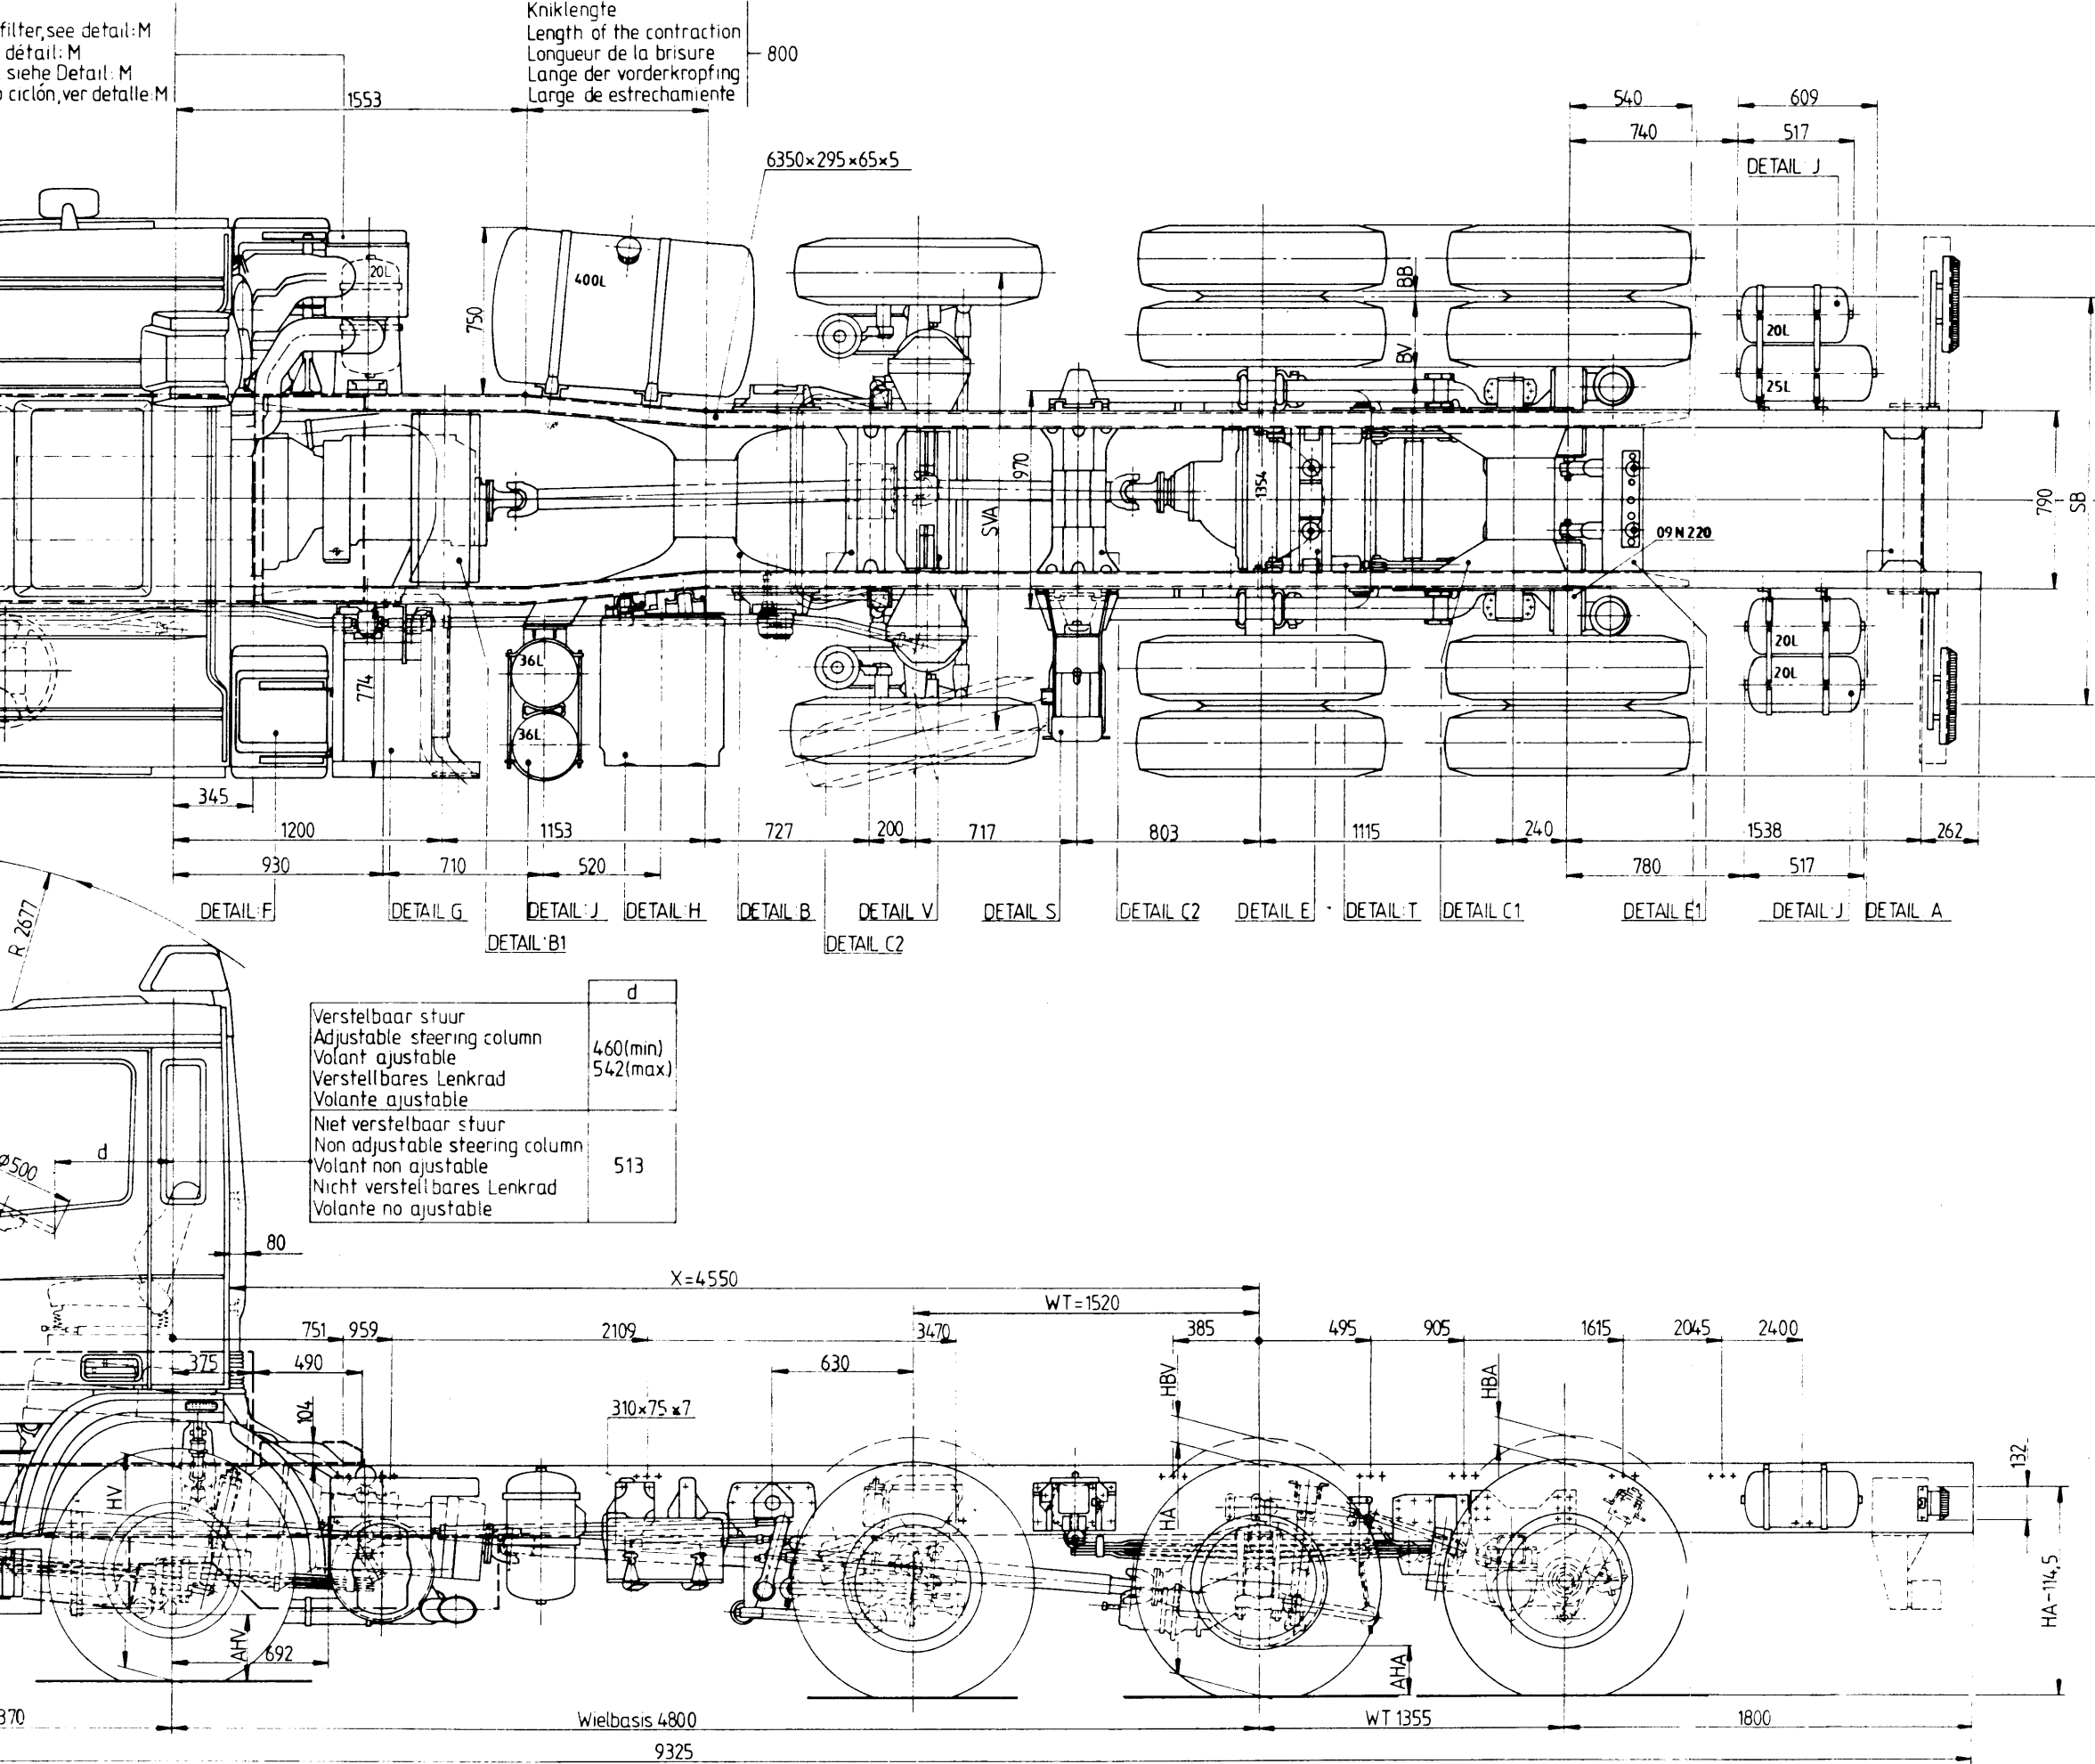 Kniklengte
Length of the contraction
Longueur de la brisure
Lange der vorderkropfing
Large de estrechamiente
800
filter,see detail:M
détail: M
siehe Detail: M
ciclón,ver detalle:M
1553
540
609
740
517
DETAIL J
6350×295×65×5
20L
400L
750
BB
BV
20L
25L
970
SVA
1354
790
SB
09N220
774
36L
36L
20L
20L
345
1200
1153
727
200
717
803
1115
240
1538
262
930
710
520
780
517
DETAIL:F
DETAIL G
DETAIL:J
DETAIL:H
DETAIL:B
DETAIL V
DETAIL S
DETAIL C2
DETAIL E
DETAIL:T
DETAIL C1
DETAIL E1
DETAIL:J
DETAIL A
DETAIL:B1
DETAIL C2
R 2677
d
Verstelbaar stuur
Adjustable steering column
Volant ajustable
Verstellbares Lenkrad
Volante ajustable
460(min)
542(max)
Niet verstelbaar stuur
Non adjustable steering column
Volant non ajustable
Nicht verstellbares Lenkrad
Volante no ajustable
513
d
Ø500
80
X=4550
WT=1520
751
959
2109
3470
385
495
905
1615
2045
2400
375
490
630
104
310×75×7
HBV
HBA
132
HV
HA
HA-114,5
AHV
692
AHA
370
Wielbasis 4800
WT 1355
1800
9325